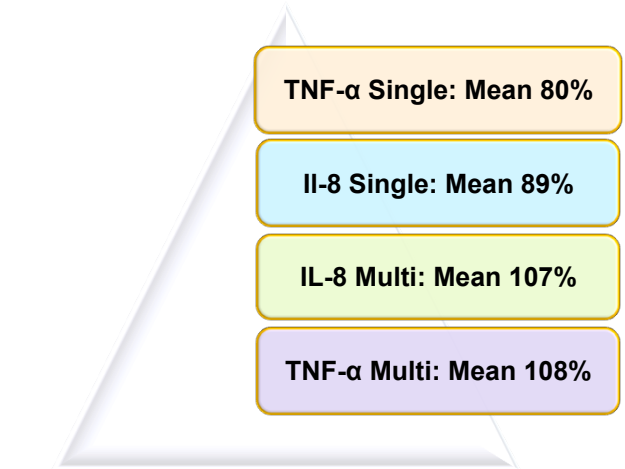 TNF-α Single: Mean 80%
Il-8 Single: Mean 89%
IL-8 Multi: Mean 107%
TNF-α Multi: Mean 108%